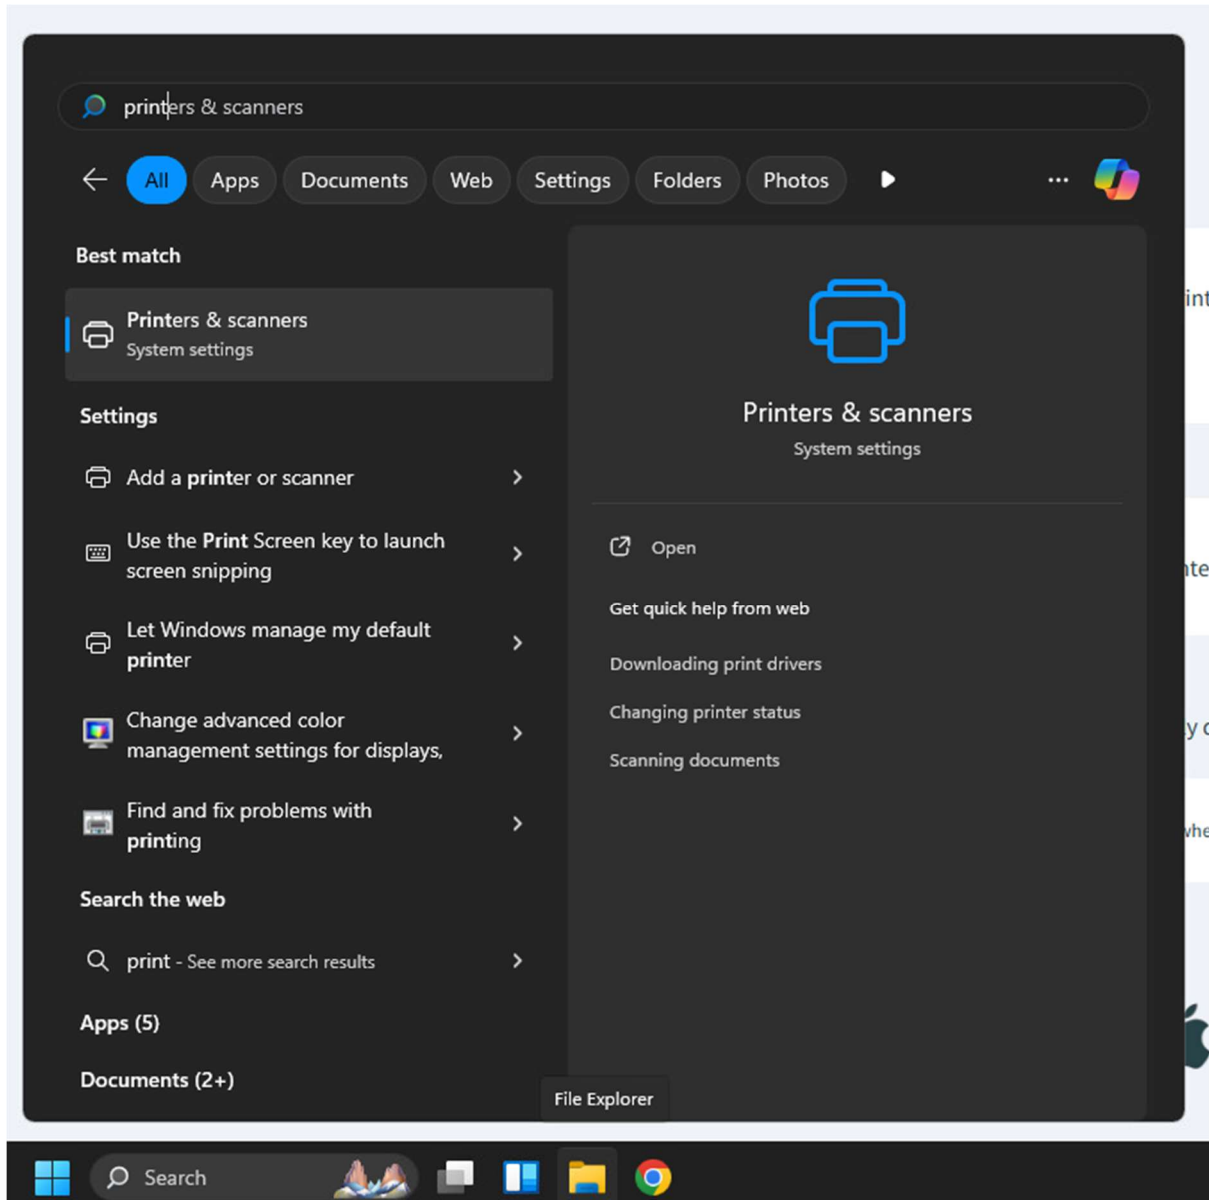 printers & scanners
All Apps Documents Web Settings Folders Photos
Best match
Printers & scanners
System settings
Settings
Add a printer or scanner
Use the Print Screen key to launch
screen snipping
Let Windows manage my default
printer
Change advanced color
management settings for displays,
Find and fix problems with
printing
Search the web
print - See more search results
Apps (5)
Documents (2+)
Printers & scanners
System settings
Open
Get quick help from web
Downloading print drivers
Changing printer status
Scanning documents
File Explorer
Search